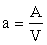 a = A/V